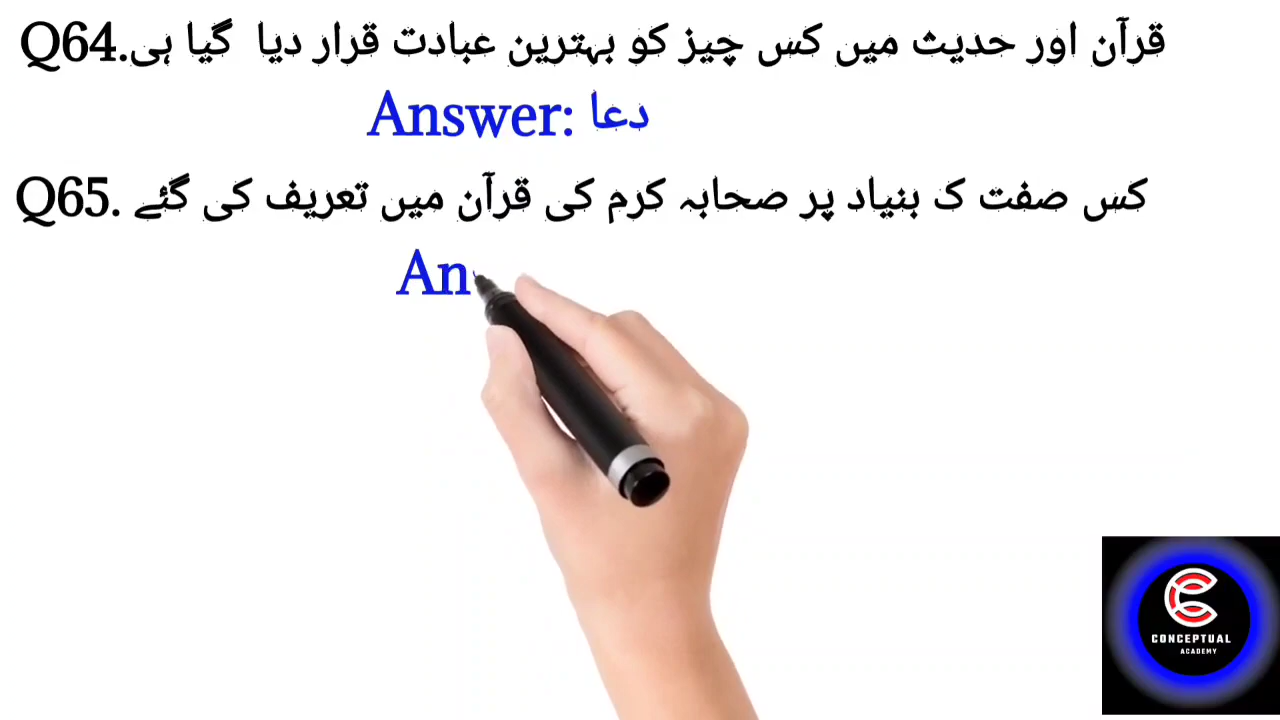 Q64.قرآن اور حدیث میں کس چیز کو بہترین عبادت قرار دیا گیا ہی
Answer: دعا
Q65. کس صفت ک بنیاد پر صحابہ کرم کی قرآن میں تعریف کی گئے
An
CONCEPTUAL
ACADEMY